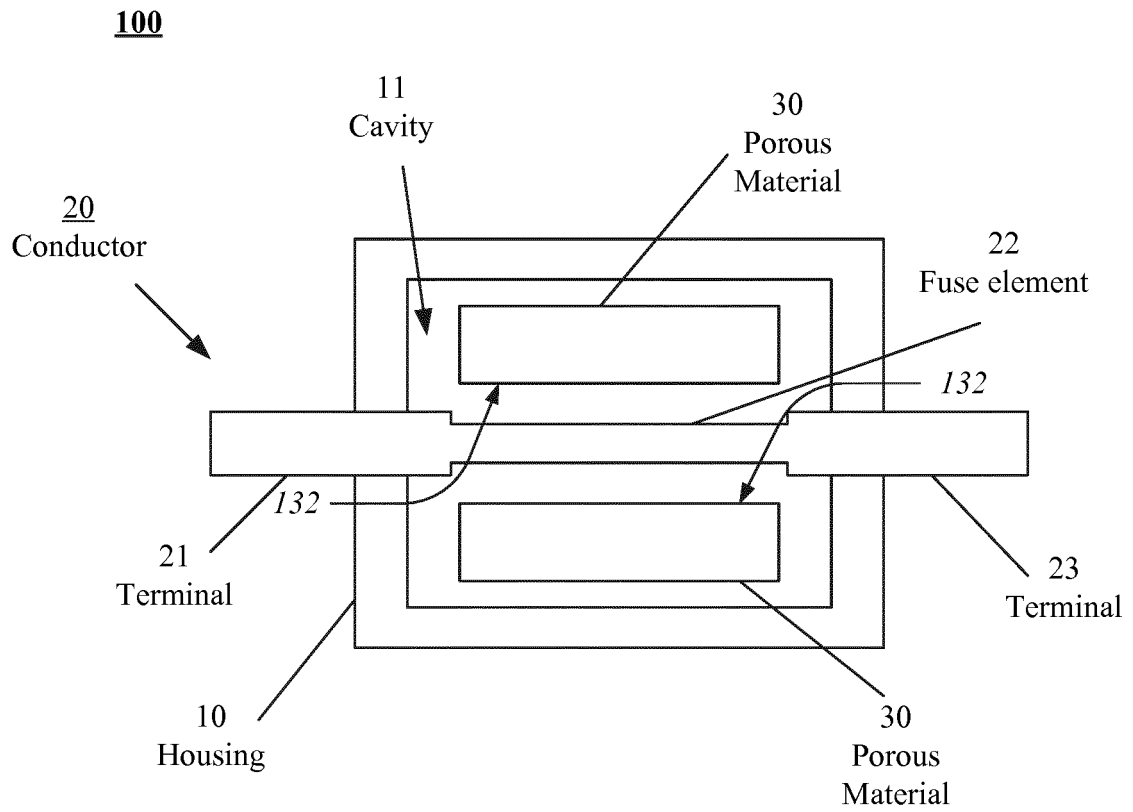 100
11
Cavity
30
Porous
Material
20
Conductor
22
Fuse element
132
132
21
Terminal
23
Terminal
10
Housing
30
Porous
Material